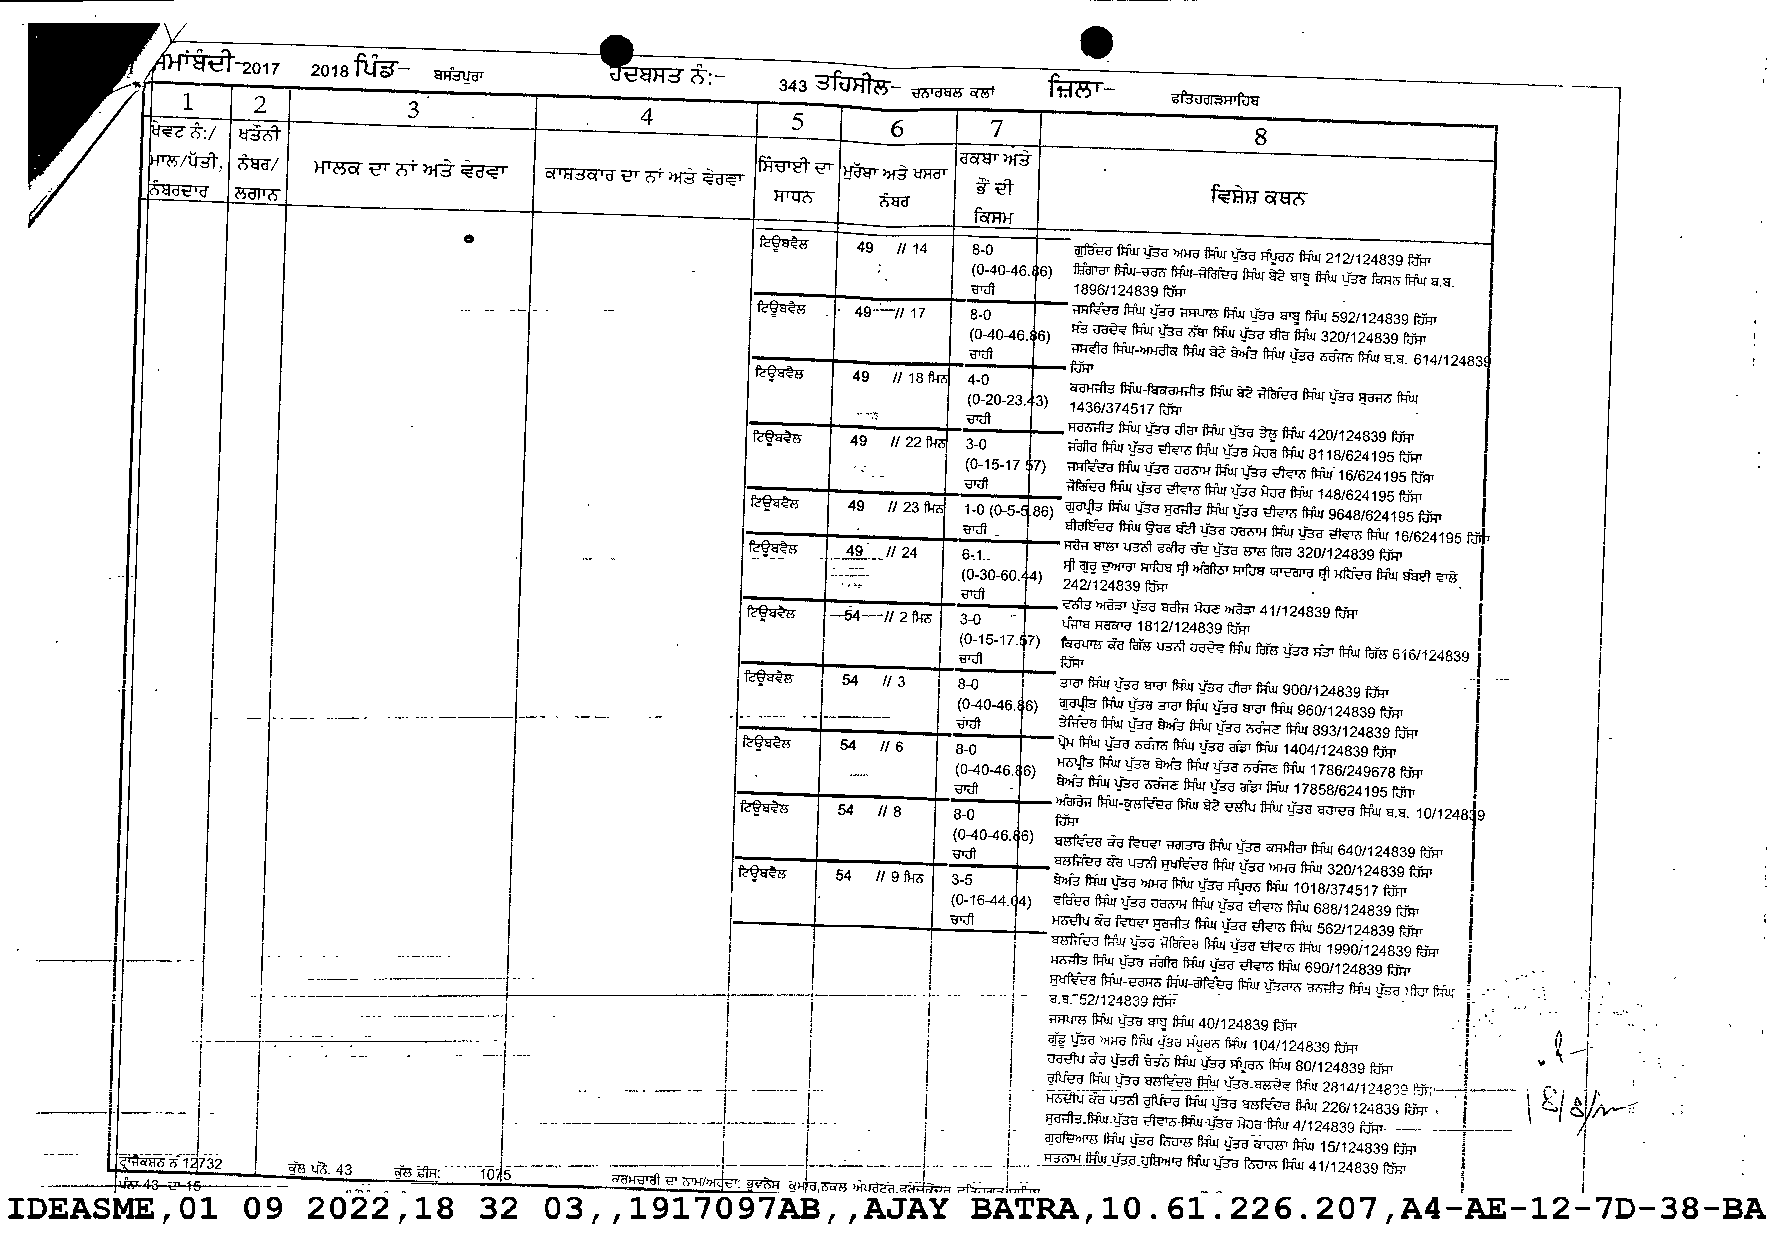 ਜਮਾਂਬੰਦੀ-2017 2018 ਪਿੰਡ- ਬਸੰਤਪੁਰਾ ਹੱਦਬਸਤ ਨੰ:- 343 ਤਹਿਸੀਲ- ਚਨਾਰਥਲ ਕਲਾਂ ਜ਼ਿਲਾ- ਫਤਿਹਗੜਸਾਹਿਬ
1 2 3 4 5 6 7 8
ਖੇਵਟ ਨੰ:/ ਮਾਲ/ਪੱਤੀ, ਨੰਬਰਦਾਰ
ਖਤੌਨੀ ਨੰਬਰ/ ਲਗਾਨ
ਮਾਲਕ ਦਾ ਨਾਂ ਅਤੇ ਵੇਰਵਾ
ਕਾਸ਼ਤਕਾਰ ਦਾ ਨਾਂ ਅਤੇ ਵੇਰਵਾ
ਸਿੰਚਾਈ ਦਾ ਸਾਧਨ
ਮੁਰੱਬਾ ਅਤੇ ਖਸਰਾ ਨੰਬਰ
ਰਕਬਾ ਅਤੇ ਭੌਂ ਦੀ ਕਿਸਮ
ਵਿਸ਼ੇਸ਼ ਕਥਨ
ਟਿਊਬਵੈਲ 49 // 14 8-0
(0-40-46.86)
ਚਾਹੀ
ਟਿਊਬਵੈਲ 49 // 17 8-0
(0-40-46.86)
ਚਾਹੀ
ਟਿਊਬਵੈਲ 49 // 18 ਮਿਨ 4-0
(0-20-23.43)
ਚਾਹੀ
ਟਿਊਬਵੈਲ 49 // 22 ਮਿਨ 3-0
(0-15-17.57)
ਚਾਹੀ
ਟਿਊਬਵੈਲ 49 // 23 ਮਿਨ 1-0 (0-5-5.86)
ਚਾਹੀ
ਟਿਊਬਵੈਲ 49 // 24 6-1
(0-30-60.44)
ਚਾਹੀ
ਟਿਊਬਵੈਲ 54 // 2 ਮਿਨ 3-0
(0-15-17.57)
ਚਾਹੀ
ਟਿਊਬਵੈਲ 54 // 3 8-0
(0-40-46.86)
ਚਾਹੀ
ਟਿਊਬਵੈਲ 54 // 6 8-0
(0-40-46.86)
ਚਾਹੀ
ਟਿਊਬਵੈਲ 54 // 8 8-0
(0-40-46.86)
ਚਾਹੀ
ਟਿਊਬਵੈਲ 54 // 9 ਮਿਨ 3-5
(0-16-44.04)
ਚਾਹੀ
ਗੁਰਿੰਦਰ ਸਿੰਘ ਪੁੱਤਰ ਅਮਰ ਸਿੰਘ ਪੁੱਤਰ ਸੰਪੂਰਨ ਸਿੰਘ 212/124839 ਹਿੱਸਾ
ਸ਼ਿੰਗਾਰਾ ਸਿੰਘ-ਚਰਨ ਸਿੰਘ-ਜੋਗਿੰਦਰ ਸਿੰਘ ਬੇਟੇ ਬਾਬੂ ਸਿੰਘ ਪੁੱਤਰ ਕਿਸਨ ਸਿੰਘ ਬ.ਬ.
1896/124839 ਹਿੱਸਾ
ਜਸਵਿੰਦਰ ਸਿੰਘ ਪੁੱਤਰ ਜਸਪਾਲ ਸਿੰਘ ਪੁੱਤਰ ਬਾਬੂ ਸਿੰਘ 592/124839 ਹਿੱਸਾ
ਸੰਤ ਹਰਦੇਵ ਸਿੰਘ ਪੁੱਤਰ ਨੱਥਾ ਸਿੰਘ ਪੁੱਤਰ ਬੀਰ ਸਿੰਘ 320/124839 ਹਿੱਸਾ
ਜਸਵੀਰ ਸਿੰਘ-ਅਮਰੀਕ ਸਿੰਘ ਬੇਟੇ ਬੇਅੰਤ ਸਿੰਘ ਪੁੱਤਰ ਨਰੰਜਨ ਸਿੰਘ ਬ.ਬ. 614/124839
ਹਿੱਸਾ
ਕਰਮਜੀਤ ਸਿੰਘ-ਬਿਕਰਮਜੀਤ ਸਿੰਘ ਬੇਟੇ ਜੋਗਿੰਦਰ ਸਿੰਘ ਪੁੱਤਰ ਸੁਰਜਨ ਸਿੰਘ
1436/374517 ਹਿੱਸਾ
ਸਰਨਜੀਤ ਸਿੰਘ ਪੁੱਤਰ ਹੀਰਾ ਸਿੰਘ ਪੁੱਤਰ ਤੇਲੂ ਸਿੰਘ 420/124839 ਹਿੱਸਾ
ਜੰਗੀਰ ਸਿੰਘ ਪੁੱਤਰ ਦੀਵਾਨ ਸਿੰਘ ਪੁੱਤਰ ਮੇਹਰ ਸਿੰਘ 8118/624195 ਹਿੱਸਾ
ਜਸਵਿੰਦਰ ਸਿੰਘ ਪੁੱਤਰ ਹਰਨਾਮ ਸਿੰਘ ਪੁੱਤਰ ਦੀਵਾਨ ਸਿੰਘ 16/624195 ਹਿੱਸਾ
ਜੋਗਿੰਦਰ ਸਿੰਘ ਪੁੱਤਰ ਦੀਵਾਨ ਸਿੰਘ ਪੁੱਤਰ ਮੇਹਰ ਸਿੰਘ 148/624195 ਹਿੱਸਾ
ਗੁਰਪ੍ਰੀਤ ਸਿੰਘ ਪੁੱਤਰ ਸੁਰਜੀਤ ਸਿੰਘ ਪੁੱਤਰ ਦੀਵਾਨ ਸਿੰਘ 9648/624195 ਹਿੱਸਾ
ਬੀਰਇੰਦਰ ਸਿੰਘ ਉਰਫ ਬੰਟੀ ਪੁੱਤਰ ਹਰਨਾਮ ਸਿੰਘ ਪੁੱਤਰ ਦੀਵਾਨ ਸਿੰਘ 16/624195 ਹਿੱਸਾ
ਸਰੋਜ ਬਾਲਾ ਪਤਨੀ ਫਕੀਰ ਚੰਦ ਪੁੱਤਰ ਲਾਲ ਗਿਰ 320/124839 ਹਿੱਸਾ
ਸ੍ਰੀ ਗੁਰੂ ਦੁਆਰਾ ਸਾਹਿਬ ਸ੍ਰੀ ਅੰਗੀਠਾ ਸਾਹਿਬ ਯਾਦਗਾਰ ਸ੍ਰੀ ਮਹਿੰਦਰ ਸਿੰਘ ਬੰਬਈ ਵਾਲੇ
242/124839 ਹਿੱਸਾ
ਵਨੀਤ ਅਰੋੜਾ ਪੁੱਤਰ ਬਰੀਜ ਮੋਹਣ ਅਰੋੜਾ 41/124839 ਹਿੱਸਾ
ਪੰਜਾਬ ਸਰਕਾਰ 1812/124839 ਹਿੱਸਾ
ਕਿਰਪਾਲ ਕੌਰ ਗਿੱਲ ਪਤਨੀ ਹਰਦੇਵ ਸਿੰਘ ਗਿੱਲ ਪੁੱਤਰ ਸੰਤਾ ਸਿੰਘ ਗਿੱਲ 616/124839
ਹਿੱਸਾ
ਤਾਰਾ ਸਿੰਘ ਪੁੱਤਰ ਬਾਰਾ ਸਿੰਘ ਪੁੱਤਰ ਹੀਰਾ ਸਿੰਘ 900/124839 ਹਿੱਸਾ
ਗੁਰਪ੍ਰੀਤ ਸਿੰਘ ਪੁੱਤਰ ਤਾਰਾ ਸਿੰਘ ਪੁੱਤਰ ਬਾਰਾ ਸਿੰਘ 960/124839 ਹਿੱਸਾ
ਤੇਜਿੰਦਰ ਸਿੰਘ ਪੁੱਤਰ ਬੇਅੰਤ ਸਿੰਘ ਪੁੱਤਰ ਨਰੰਜਣ ਸਿੰਘ 893/124839 ਹਿੱਸਾ
ਪ੍ਰੇਮ ਸਿੰਘ ਪੁੱਤਰ ਨਰੰਜਨ ਸਿੰਘ ਪੁੱਤਰ ਗੰਡਾ ਸਿੰਘ 1404/124839 ਹਿੱਸਾ
ਮਨਪ੍ਰੀਤ ਸਿੰਘ ਪੁੱਤਰ ਬੇਅੰਤ ਸਿੰਘ ਪੁੱਤਰ ਨਰੰਜਣ ਸਿੰਘ 1786/249678 ਹਿੱਸਾ
ਬੇਅੰਤ ਸਿੰਘ ਪੁੱਤਰ ਨਰੰਜਣ ਸਿੰਘ ਪੁੱਤਰ ਗੰਡਾ ਸਿੰਘ 17858/624195 ਹਿੱਸਾ
ਅੰਗਰੇਜ ਸਿੰਘ-ਕੁਲਵਿੰਦਰ ਸਿੰਘ ਬੇਟੇ ਦਲੀਪ ਸਿੰਘ ਪੁੱਤਰ ਬਹਾਦਰ ਸਿੰਘ ਬ.ਬ. 10/124839
ਹਿੱਸਾ
ਬਲਵਿੰਦਰ ਕੌਰ ਵਿਧਵਾ ਜਗਤਾਰ ਸਿੰਘ ਪੁੱਤਰ ਕਸਮੀਰਾ ਸਿੰਘ 640/124839 ਹਿੱਸਾ
ਬਲਜਿੰਦਰ ਕੌਰ ਪਤਨੀ ਸੁਖਵਿੰਦਰ ਸਿੰਘ ਪੁੱਤਰ ਅਮਰ ਸਿੰਘ 320/124839 ਹਿੱਸਾ
ਬੇਅੰਤ ਸਿੰਘ ਪੁੱਤਰ ਅਮਰ ਸਿੰਘ ਪੁੱਤਰ ਸੰਪੂਰਨ ਸਿੰਘ 1018/374517 ਹਿੱਸਾ
ਵਰਿੰਦਰ ਸਿੰਘ ਪੁੱਤਰ ਹਰਨਾਮ ਸਿੰਘ ਪੁੱਤਰ ਦੀਵਾਨ ਸਿੰਘ 688/124839 ਹਿੱਸਾ
ਮਨਦੀਪ ਕੌਰ ਵਿਧਵਾ ਸੁਰਜੀਤ ਸਿੰਘ ਪੁੱਤਰ ਦੀਵਾਨ ਸਿੰਘ 562/124839 ਹਿੱਸਾ
ਬਲਜਿੰਦਰ ਸਿੰਘ ਪੁੱਤਰ ਜੋਗਿੰਦਰ ਸਿੰਘ ਪੁੱਤਰ ਦੀਵਾਨ ਸਿੰਘ 1990/124839 ਹਿੱਸਾ
ਮਨਜੀਤ ਸਿੰਘ ਪੁੱਤਰ ਜੰਗੀਰ ਸਿੰਘ ਪੁੱਤਰ ਦੀਵਾਨ ਸਿੰਘ 690/124839 ਹਿੱਸਾ
ਸੁਖਵਿੰਦਰ ਸਿੰਘ-ਦਰਸਨ ਸਿੰਘ-ਗੋਵਿੰਦਰ ਸਿੰਘ ਪੁੱਤਰਾਨ ਰਨਜੀਤ ਸਿੰਘ ਪੁੱਤਰ ਸਿੰਘ
ਬ.ਬ. 52/124839 ਹਿੱਸਾ
ਜਸਪਾਲ ਸਿੰਘ ਪੁੱਤਰ ਬਾਬੂ ਸਿੰਘ 40/124839 ਹਿੱਸਾ
ਗੁੱਡੂ ਪੁੱਤਰ ਅਮਰ ਸਿੰਘ ਪੁੱਤਰ ਸੰਪੂਰਨ ਸਿੰਘ 104/124839 ਹਿੱਸਾ
ਹਰਦੀਪ ਕੌਰ ਪੁੱਤਰੀ ਚੇਤੰਨ ਸਿੰਘ ਪੁੱਤਰ ਸੰਪੂਰਨ ਸਿੰਘ 80/124839 ਹਿੱਸਾ
ਰੁਪਿੰਦਰ ਸਿੰਘ ਪੁੱਤਰ ਬਲਵਿੰਦਰ ਸਿੰਘ ਪੁੱਤਰ ਬਲਦੇਵ ਸਿੰਘ 2814/124839 ਹਿੱਸਾ
ਮਨਦੀਪ ਕੌਰ ਪਤਨੀ ਰੁਪਿੰਦਰ ਸਿੰਘ ਪੁੱਤਰ ਬਲਵਿੰਦਰ ਸਿੰਘ 226/124839 ਹਿੱਸਾ
ਸੁਰਜੀਤ ਸਿੰਘ ਪੁੱਤਰ ਦੀਵਾਨ ਸਿੰਘ ਪੁੱਤਰ ਮੇਹਰ ਸਿੰਘ 4/124839 ਹਿੱਸਾ
ਗੁਰਦਿਆਲ ਸਿੰਘ ਪੁੱਤਰ ਨਿਹਾਲ ਸਿੰਘ ਪੁੱਤਰ ਕਾਹਲਾ ਸਿੰਘ 15/124839 ਹਿੱਸਾ
ਸਤਨਾਮ ਸਿੰਘ ਪੁੱਤਰ ਹੁਸ਼ਿਆਰ ਸਿੰਘ ਪੁੱਤਰ ਨਿਹਾਲ ਸਿੰਘ 41/124839 ਹਿੱਸਾ
ਟ੍ਰਾਂਜੈਕਸ਼ਨ ਨੰ 12732 ਕੁੱਲ ਪੰਨੇ. 43 ਕੁੱਲ ਫ਼ੀਸ: 1075 ਕਰਮਚਾਰੀ ਦਾ ਨਾਮ/ਅਹੁਦਾ: ਭੁਵਨੇਸ਼ ਕੁਮਾਰ,ਨਕਲ
ਪੰਨਾ 43 ਦਾ 15
IDEASME,01 09 2022,18 32 03,,1917097AB,,AJAY BATRA,10.61.226.207,A4-AE-12-7D-38-BA